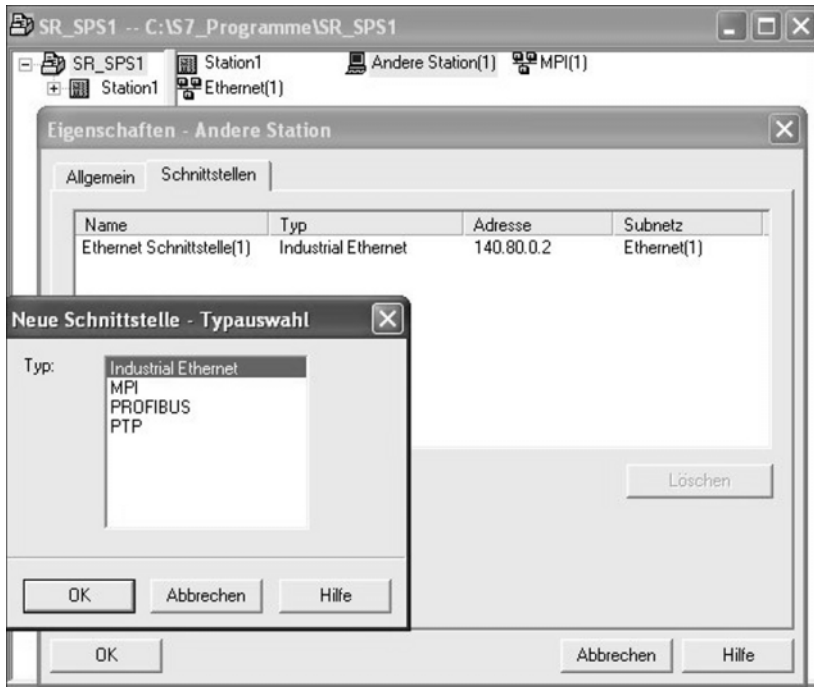 SR_SPS1 -- C:\S7_Programme\SR_SPS1
SR_SPS1
Station1
Station1
Ethernet(1)
Andere Station(1)
MPI(1)
Eigenschaften - Andere Station
Allgemein
Schnittstellen
Name Typ Adresse Subnetz
Ethernet Schnittstelle(1) Industrial Ethernet 140.80.0.2 Ethernet(1)
Neue Schnittstelle - Typauswahl
Typ:
Industrial Ethernet
MPI
PROFIBUS
PTP
Löschen
OK Abbrechen Hilfe
OK Abbrechen Hilfe